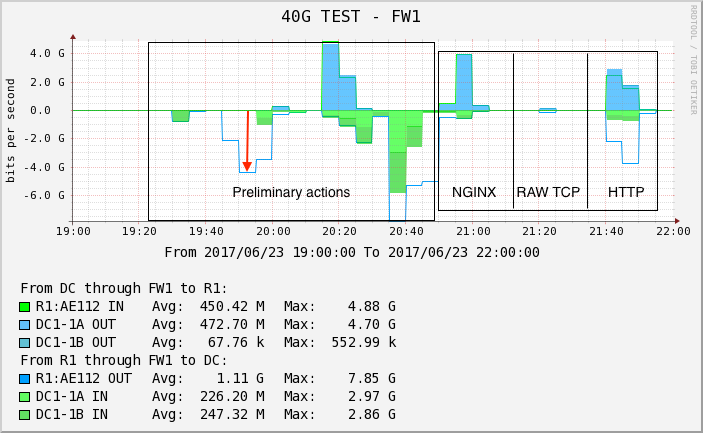 40G TEST - FW1
RRDTOOL / TOBI OETIKER
bits per second
4.0 G
2.0 G
0.0
-2.0 G
-4.0 G
-6.0 G
Preliminary actions
NGINX
RAW TCP
HTTP
19:00 19:20 19:40 20:00 20:20 20:40 21:00 21:20 21:40 22:00
From 2017/06/23 19:00:00 To 2017/06/23 22:00:00
From DC through FW1 to R1:
R1:AE112 IN Avg: 450.42 M Max: 4.88 G
DC1-1A OUT Avg: 472.70 M Max: 4.70 G
DC1-1B OUT Avg: 67.76 k Max: 552.99 k
From R1 through FW1 to DC:
R1:AE112 OUT Avg: 1.11 G Max: 7.85 G
DC1-1A IN Avg: 226.20 M Max: 2.97 G
DC1-1B IN Avg: 247.32 M Max: 2.86 G